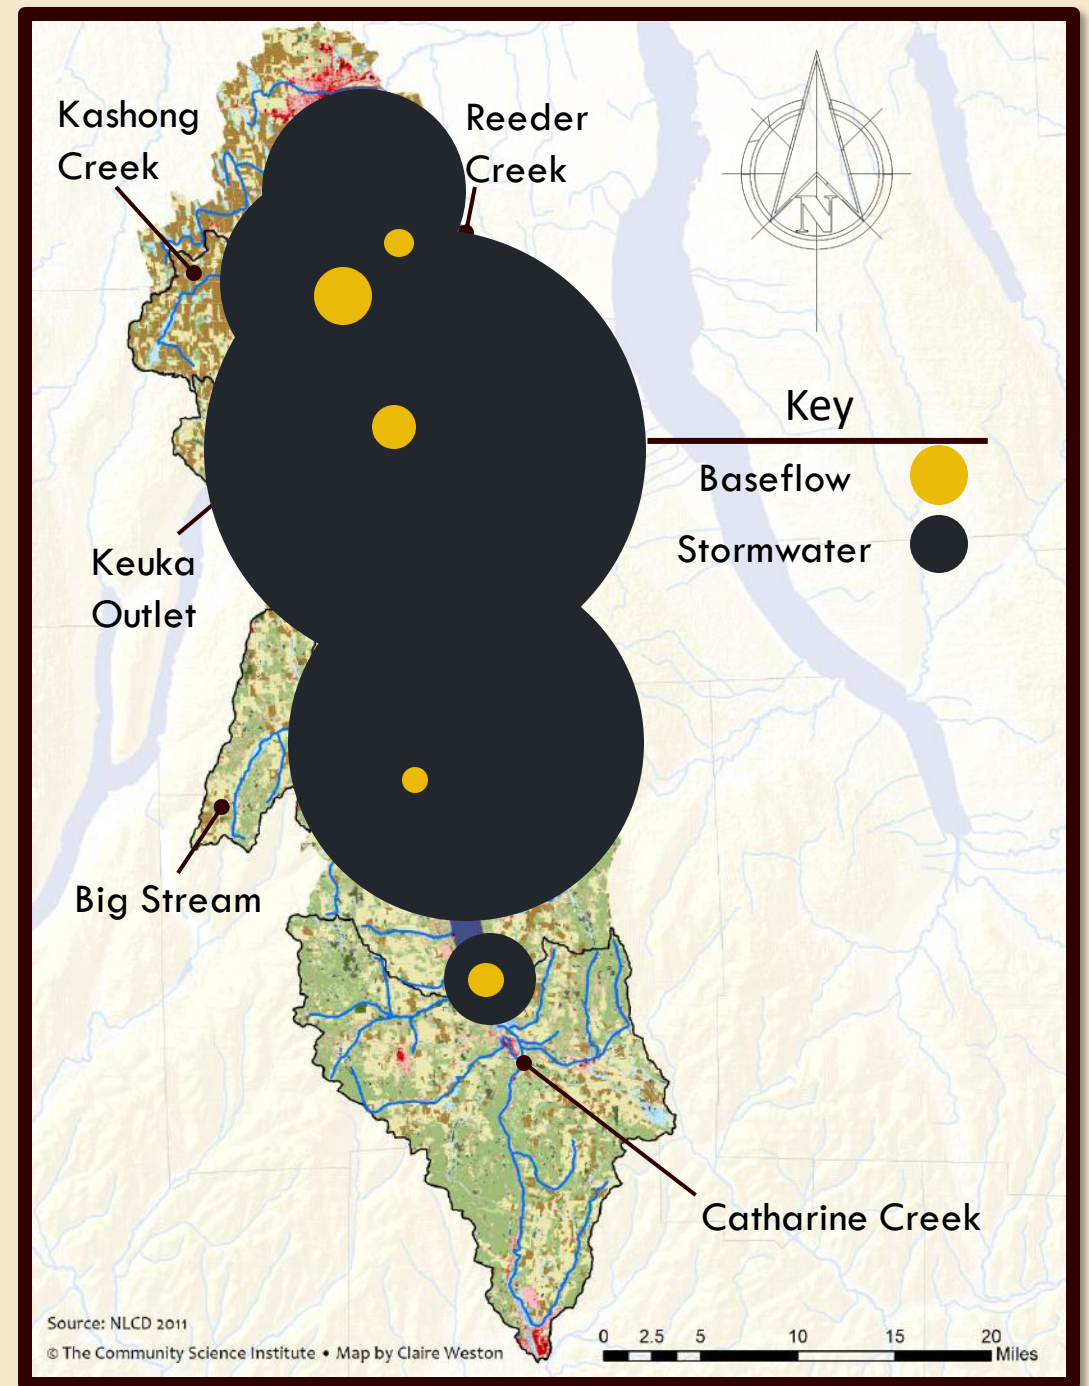 Kashong
Creek
Reeder
Creek
N
Key
Baseflow
Stormwater
Keuka
Outlet
Big Stream
Catharine Creek
Source: NLCD 2011
© The Community Science Institute • Map by Claire Weston
0 2.5 5 10 15 20
Miles